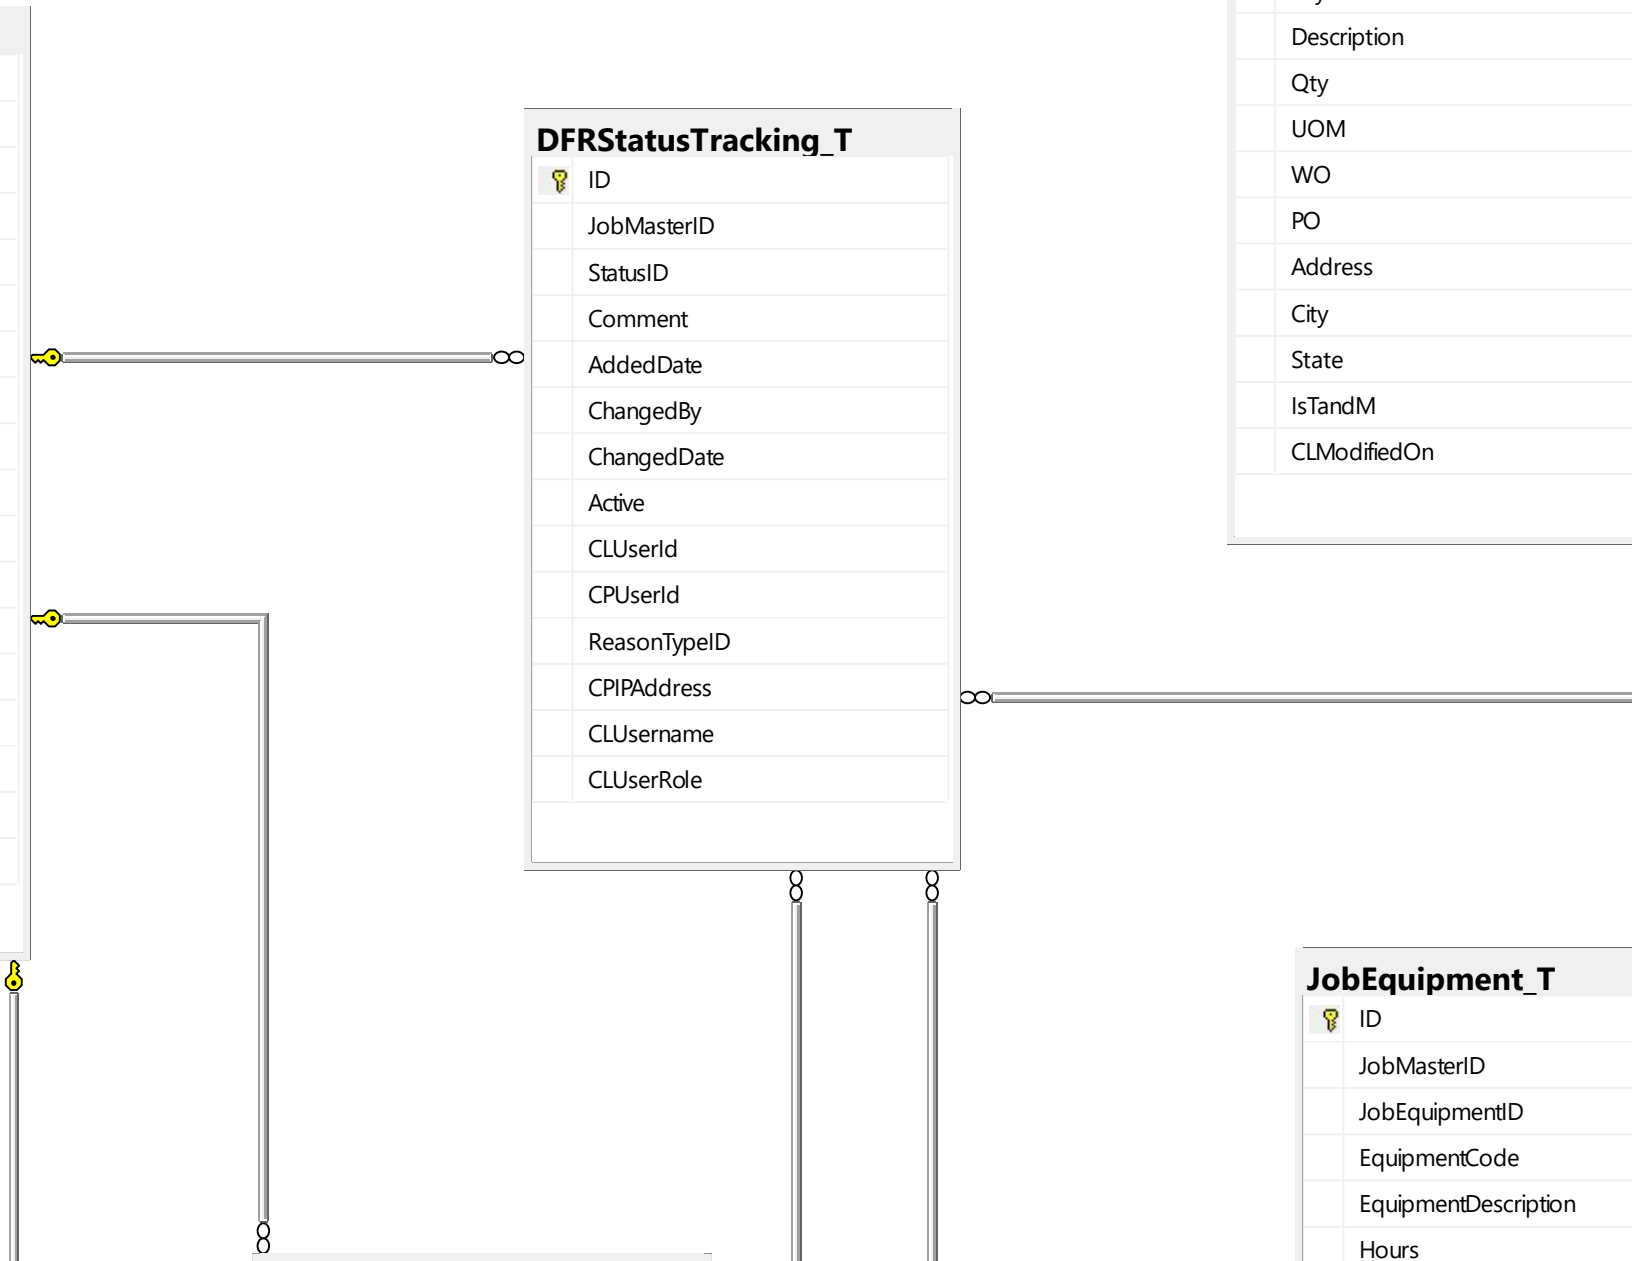 DFRStatusTracking_T
ID
JobMasterID
StatusID
Comment
AddedDate
ChangedBy
ChangedDate
Active
CLUserId
CPUserId
ReasonTypeID
CPIPAddress
CLUsername
CLUserRole
Description
Qty
UOM
WO
PO
Address
City
State
IsTandM
CLModifiedOn
JobEquipment_T
ID
JobMasterID
JobEquipmentID
EquipmentCode
EquipmentDescription
Hours